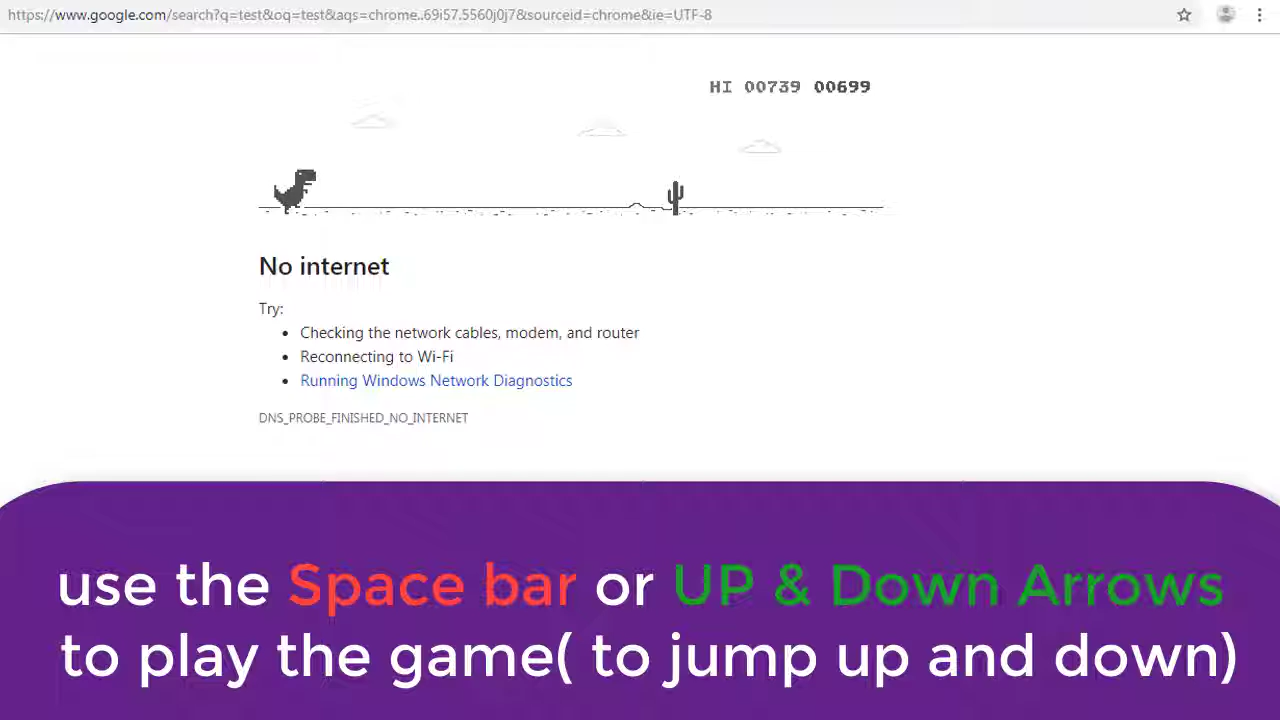 https://www.google.com/search?q=test&oq=test&aqs=chrome..69i57.5560j0j7&sourceid=chrome&ie=UTF-8
HI 00739 00699
No internet
Try:
• Checking the network cables, modem, and router
• Reconnecting to Wi-Fi
• Running Windows Network Diagnostics
DNS_PROBE_FINISHED_NO_INTERNET
use the Space bar or UP & Down Arrows
to play the game( to jump up and down)